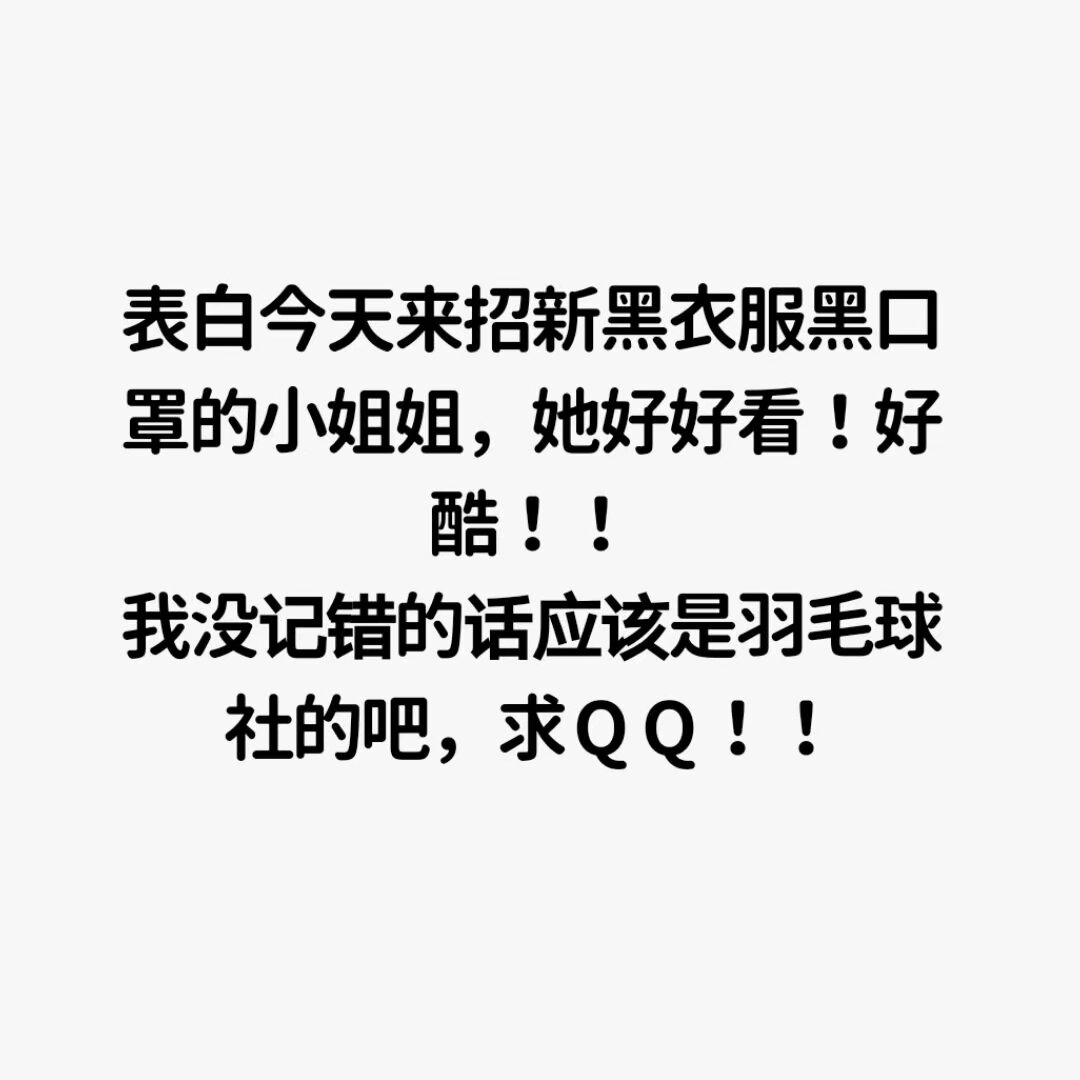 表白今天来招新黑衣服黑口
罩的小姐姐，她好好看！好
酷！！
我没记错的话应该是羽毛球
社的吧，求QQ！！